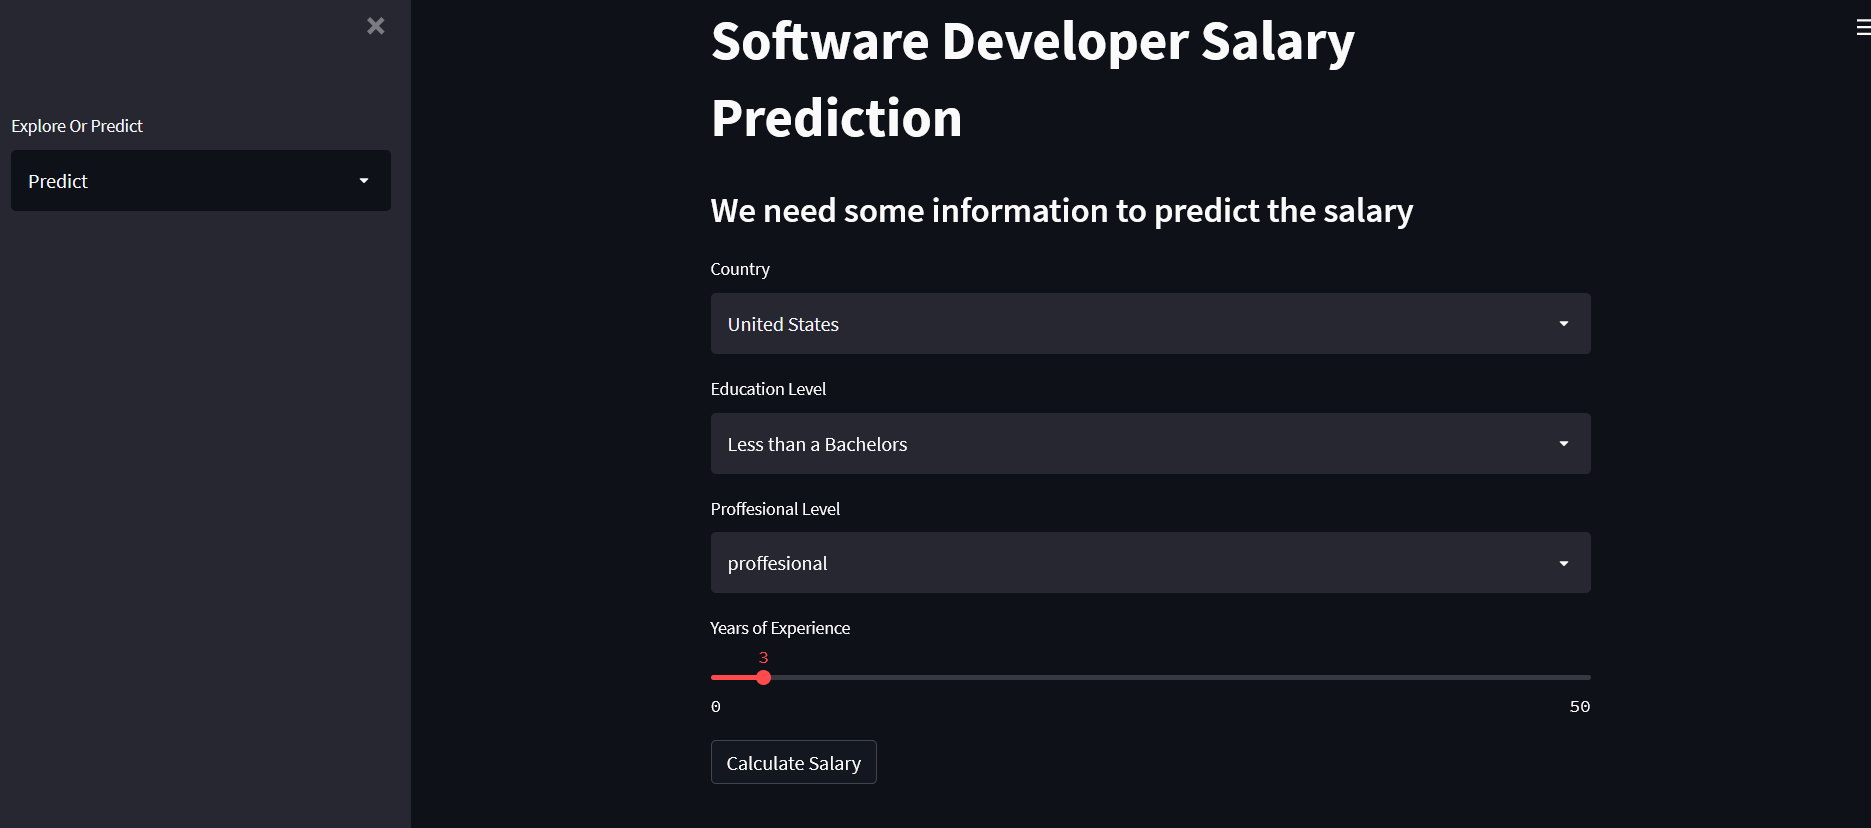 Explore Or Predict
Predict
Software Developer Salary
Prediction
We need some information to predict the salary
Country
United States
Education Level
Less than a Bachelors
Proffesional Level
proffesional
Years of Experience
3
0 50
Calculate Salary